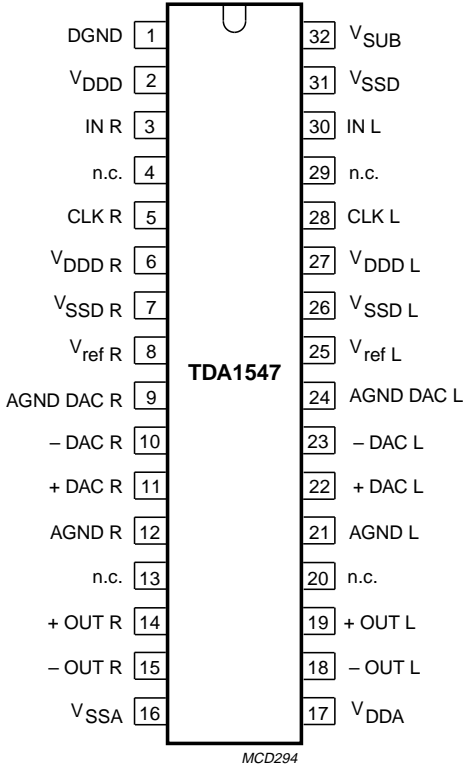 DGND 1 32 VSUB
VDDD 2 31 VSSD
IN R 3 30 IN L
n.c. 4 29 n.c.
CLK R 5 28 CLK L
VDDD R 6 27 VDDD L
VSSD R 7 26 VSSD L
Vref R 8 25 Vref L
TDA1547
AGND DAC R 9 24 AGND DAC L
– DAC R 10 23 – DAC L
+ DAC R 11 22 + DAC L
AGND R 12 21 AGND L
n.c. 13 20 n.c.
+ OUT R 14 19 + OUT L
– OUT R 15 18 – OUT L
VSSA 16 17 VDDA
MCD294